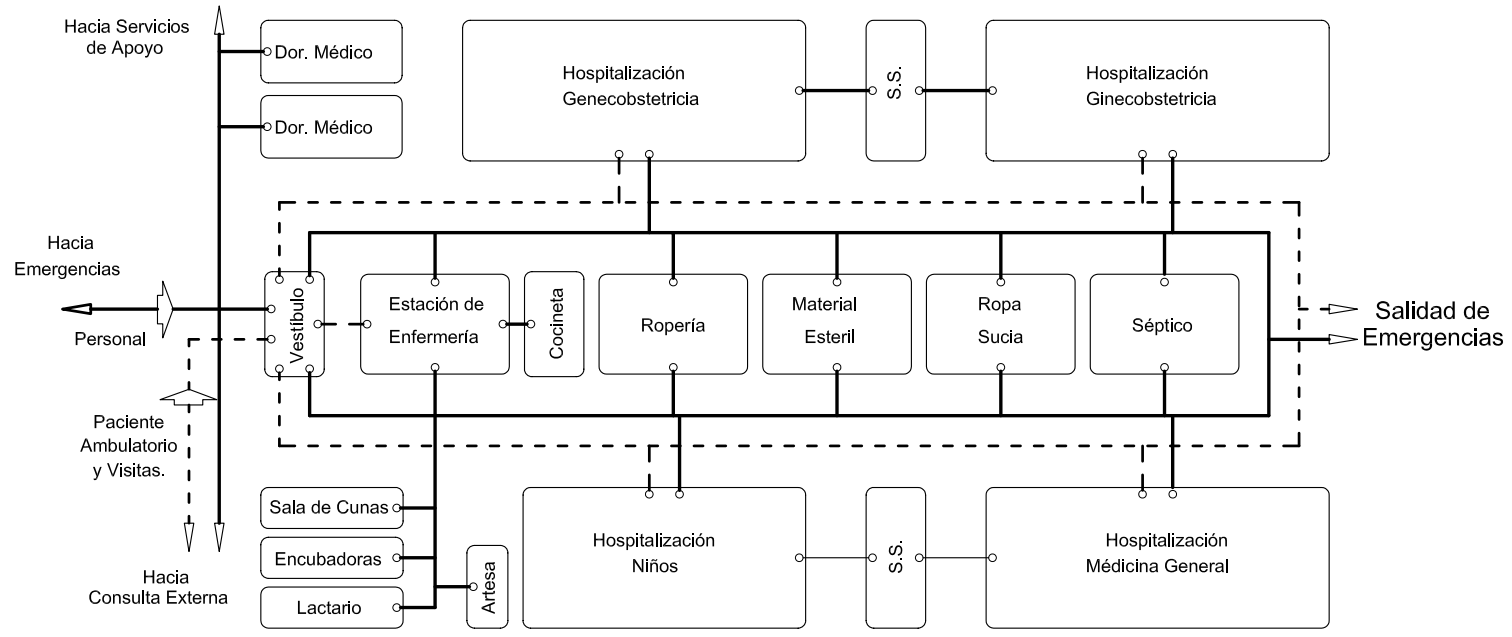 Hacia Servicios
de Apoyo
Dor. Médico
Dor. Médico
Hospitalización
Genecobstetricia
S.S.
Hospitalización
Ginecobstetricia
Hacia
Emergencias
Personal
Vestíbulo
Estación de
Enfermería
Cocineta
Ropería
Material
Esteril
Ropa
Sucia
Séptico
Salidad de
Emergencias
Paciente
Ambulatorio
y Visitas.
Hacia
Consulta Externa
Sala de Cunas
Encubadoras
Lactario
Artesa
Hospitalización
Niños
S.S.
Hospitalización
Médicina General